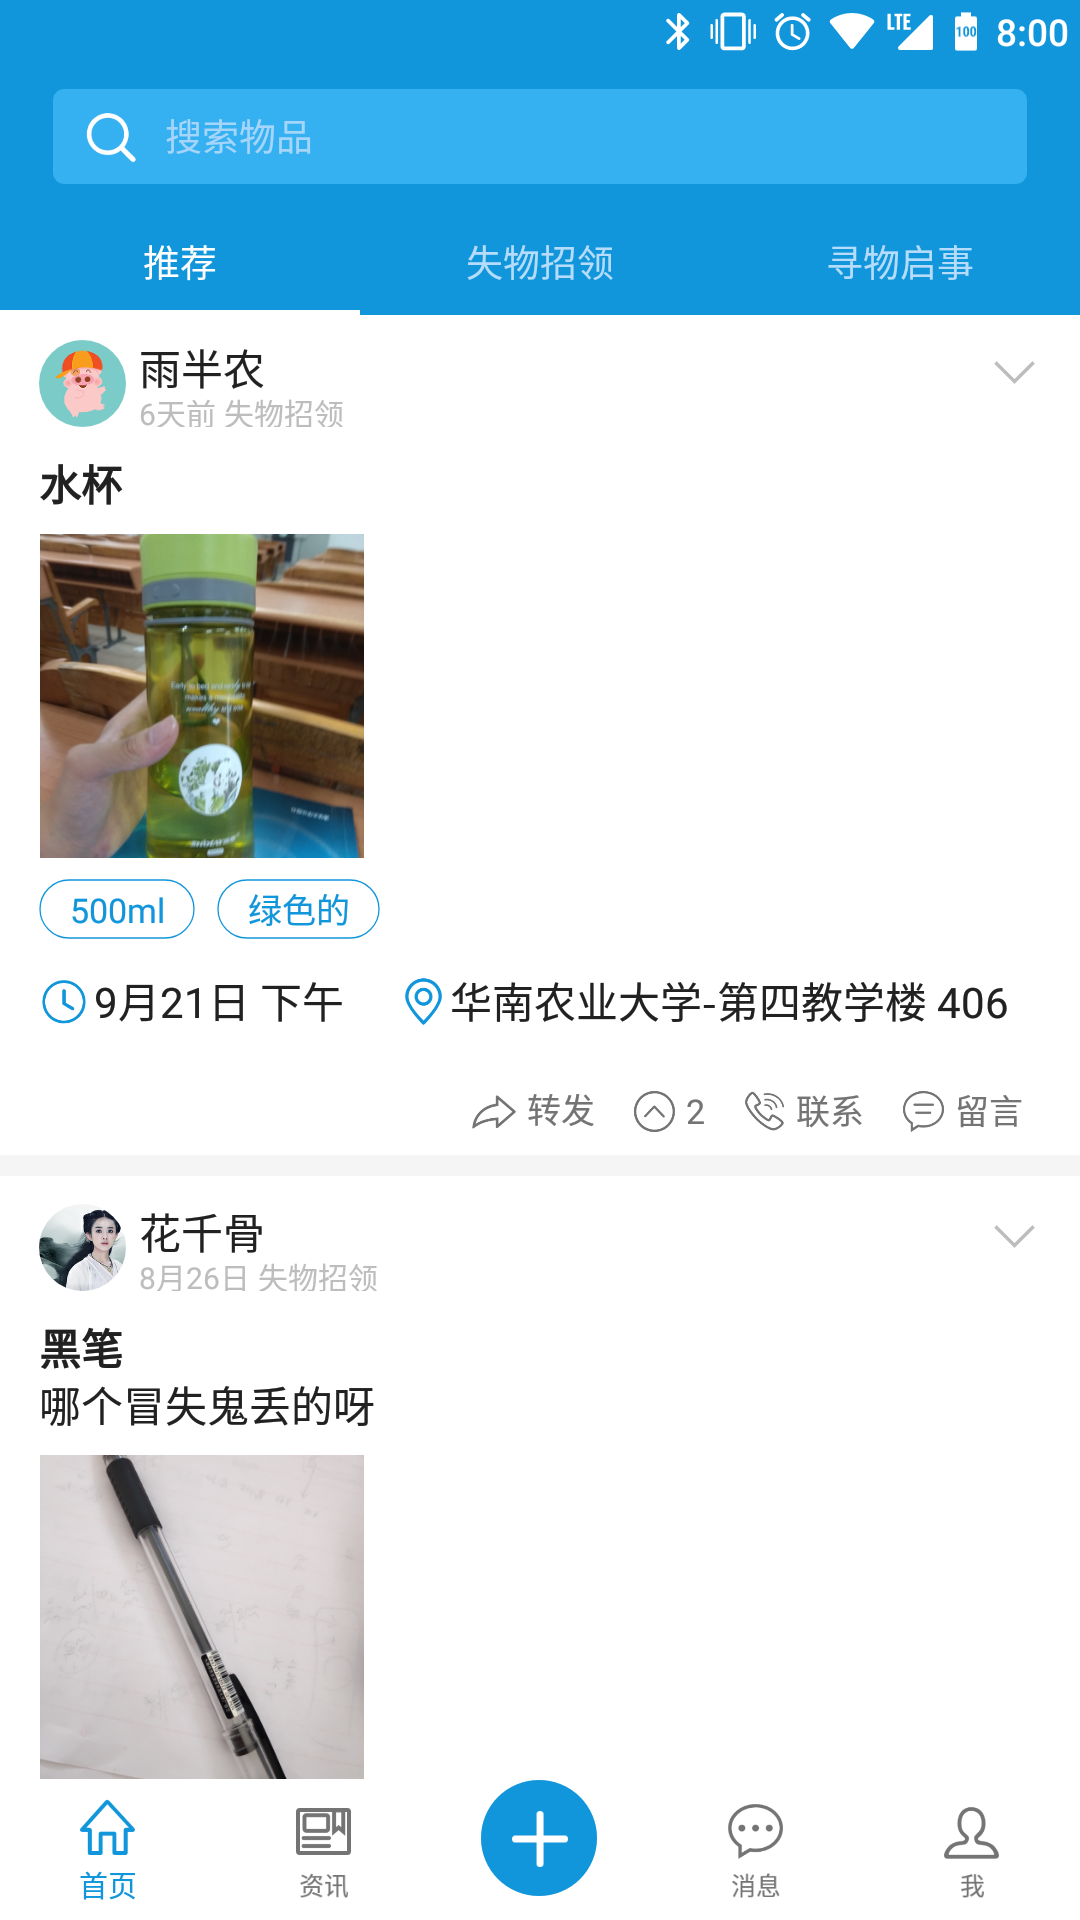 LTE 100 8:00
搜索物品
推荐 失物招领 寻物启事
雨半农
6天前 失物招领
水杯
500ml 绿色的
9月21日 下午 华南农业大学-第四教学楼 406
转发 2 联系 留言
花千骨
8月26日 失物招领
黑笔
哪个冒失鬼丢的呀
首页 资讯 消息 我